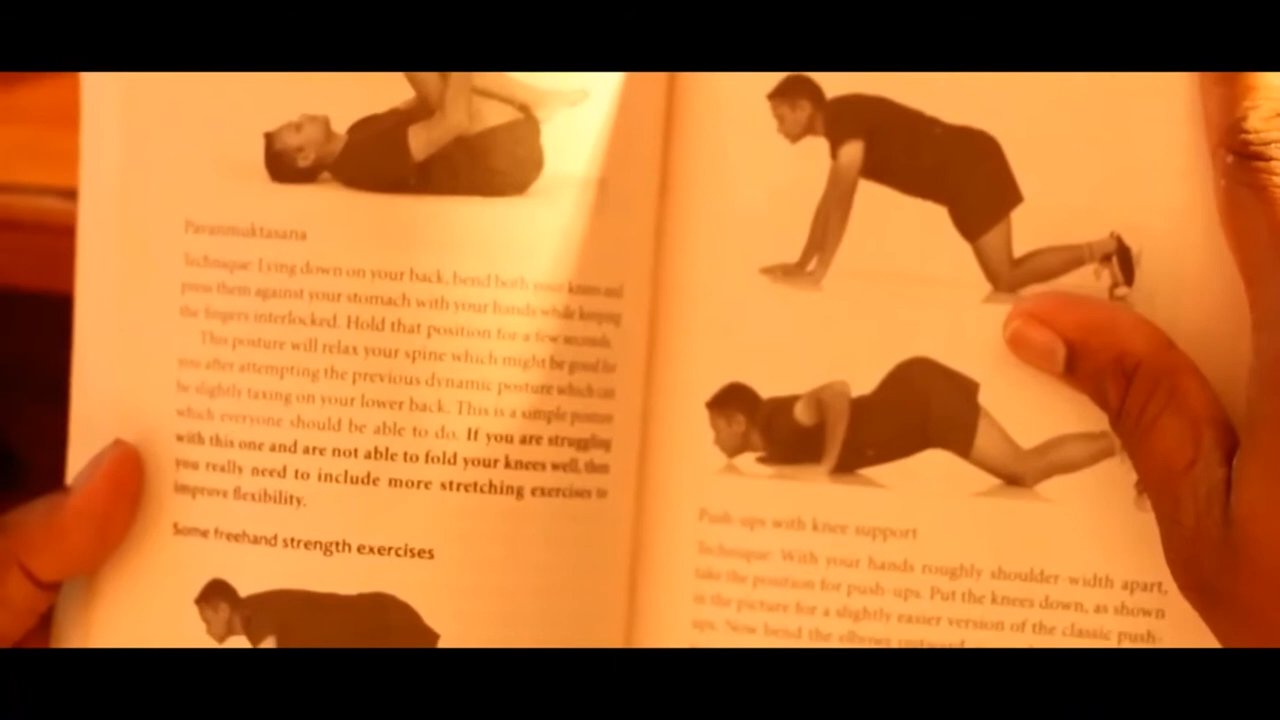 Pavanmuktasana
Technique: Lying down on your back, bend both your knees and
press them against your stomach with your hands while keeping
the fingers interlocked. Hold that position for a few seconds.
This posture will relax your spine which might be good for
you after attempting the previous dynamic posture which can
be slightly taxing on your lower back. This is a simple posture
which everyone should be able to do. If you are struggling
with this one and are not able to fold your knees well, then
you really need to include more stretching exercises to
improve flexibility.
Some freehand strength exercises
Push-ups with knee support
Technique: With your hands roughly shoulder-width apart,
take the position for push-ups. Put the knees down, as shown
in the picture for a slightly easier version of the classic push-
ups. Now bend the elbows outward